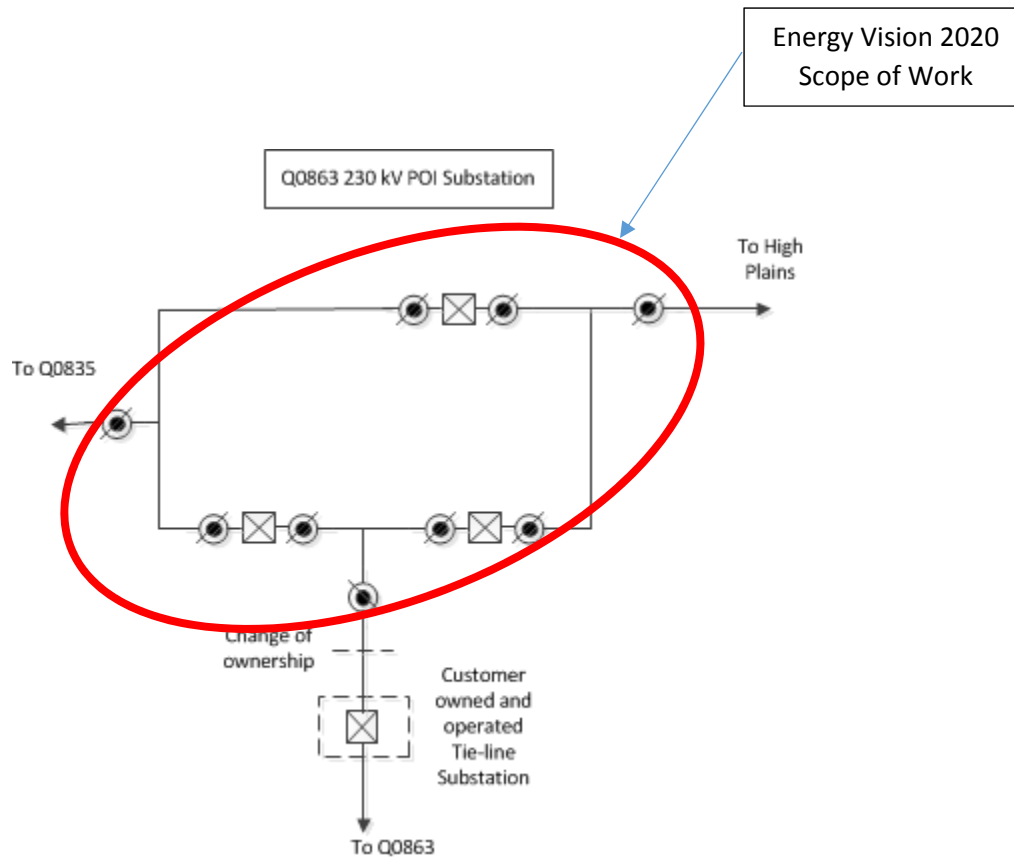 Energy Vision 2020
Scope of Work
Q0863 230 kV POI Substation
To High
Plains
To Q0835
Change of
ownership
Customer
owned and
operated
Tie-line
Substation
To Q0863